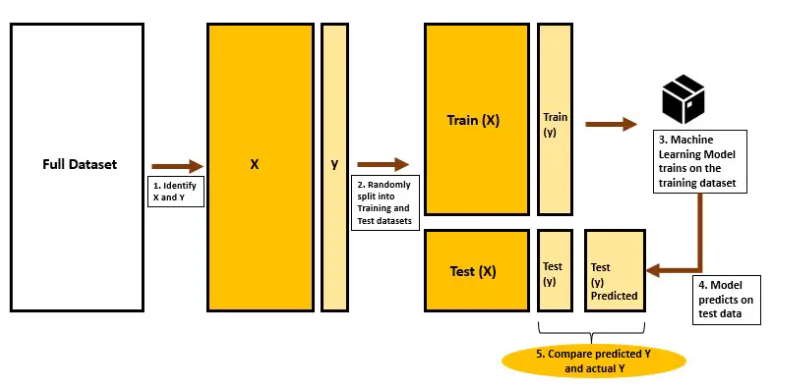 Full Dataset
1. Identify
X and Y
X
y
2. Randomly
split into
Training and
Test datasets
Train (X)
Train
(y)
3. Machine
Learning Model
trains on the
training dataset
Test (X)
Test
(y)
Test
(y)
Predicted
4. Model
predicts on
test data
5. Compare predicted Y
and actual Y